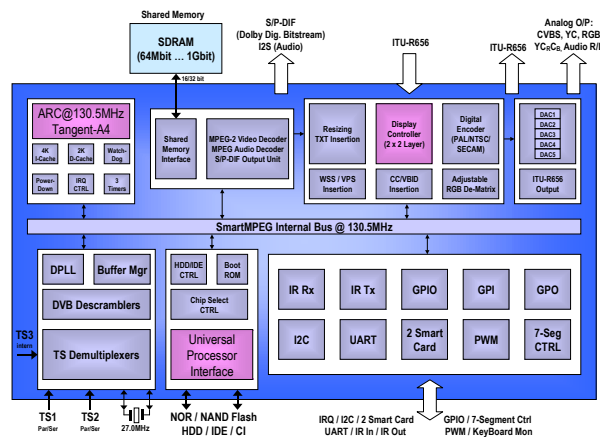 Shared Memory
SDRAM
(64Mbit ... 1Gbit)
16/32 bit
S/P-DIF
(Dolby Dig. Bitstream)
I2S (Audio)
ITU-R656
ITU-R656
Analog O/P:
CVBS, YC, RGB
YCRCB, Audio R/L
ARC@130.5MHz
Tangent-A4
4K
I-Cache
2K
D-Cache
Watch-
Dog
Power-
Down
IRQ
CTRL
3
Timers
Shared
Memory
Interface
MPEG-2 Video Decoder
MPEG Audio Decoder
S/P-DIF Output Unit
Resizing
TXT Insertion
Display
Controller
(2 x 2 Layer)
Digital
Encoder
(PAL/NTSC/
SECAM)
WSS / VPS
Insertion
CC/VBID
Insertion
Adjustable
RGB De-Matrix
DAC1
DAC2
DAC3
DAC4
DAC5
ITU-R656
Output
SmartMPEG Internal Bus @ 130.5MHz
DPLL
Buffer Mgr
DVB Descramblers
TS Demultiplexers
TS3
intern
HDD/IDE
CTRL
Boot
ROM
Chip Select
CTRL
Universal
Processor
Interface
IR Rx
IR Tx
GPIO
GPI
GPO
I2C
UART
2 Smart
Card
PWM
7-Seg
CTRL
TS1
Par/Ser
TS2
Par/Ser
27.0MHz
NOR / NAND Flash
HDD / IDE / CI
IRQ / I2C / 2 Smart Card
UART / IR In / IR Out
GPIO / 7-Segment Ctrl
PWM / KeyBoard Mon